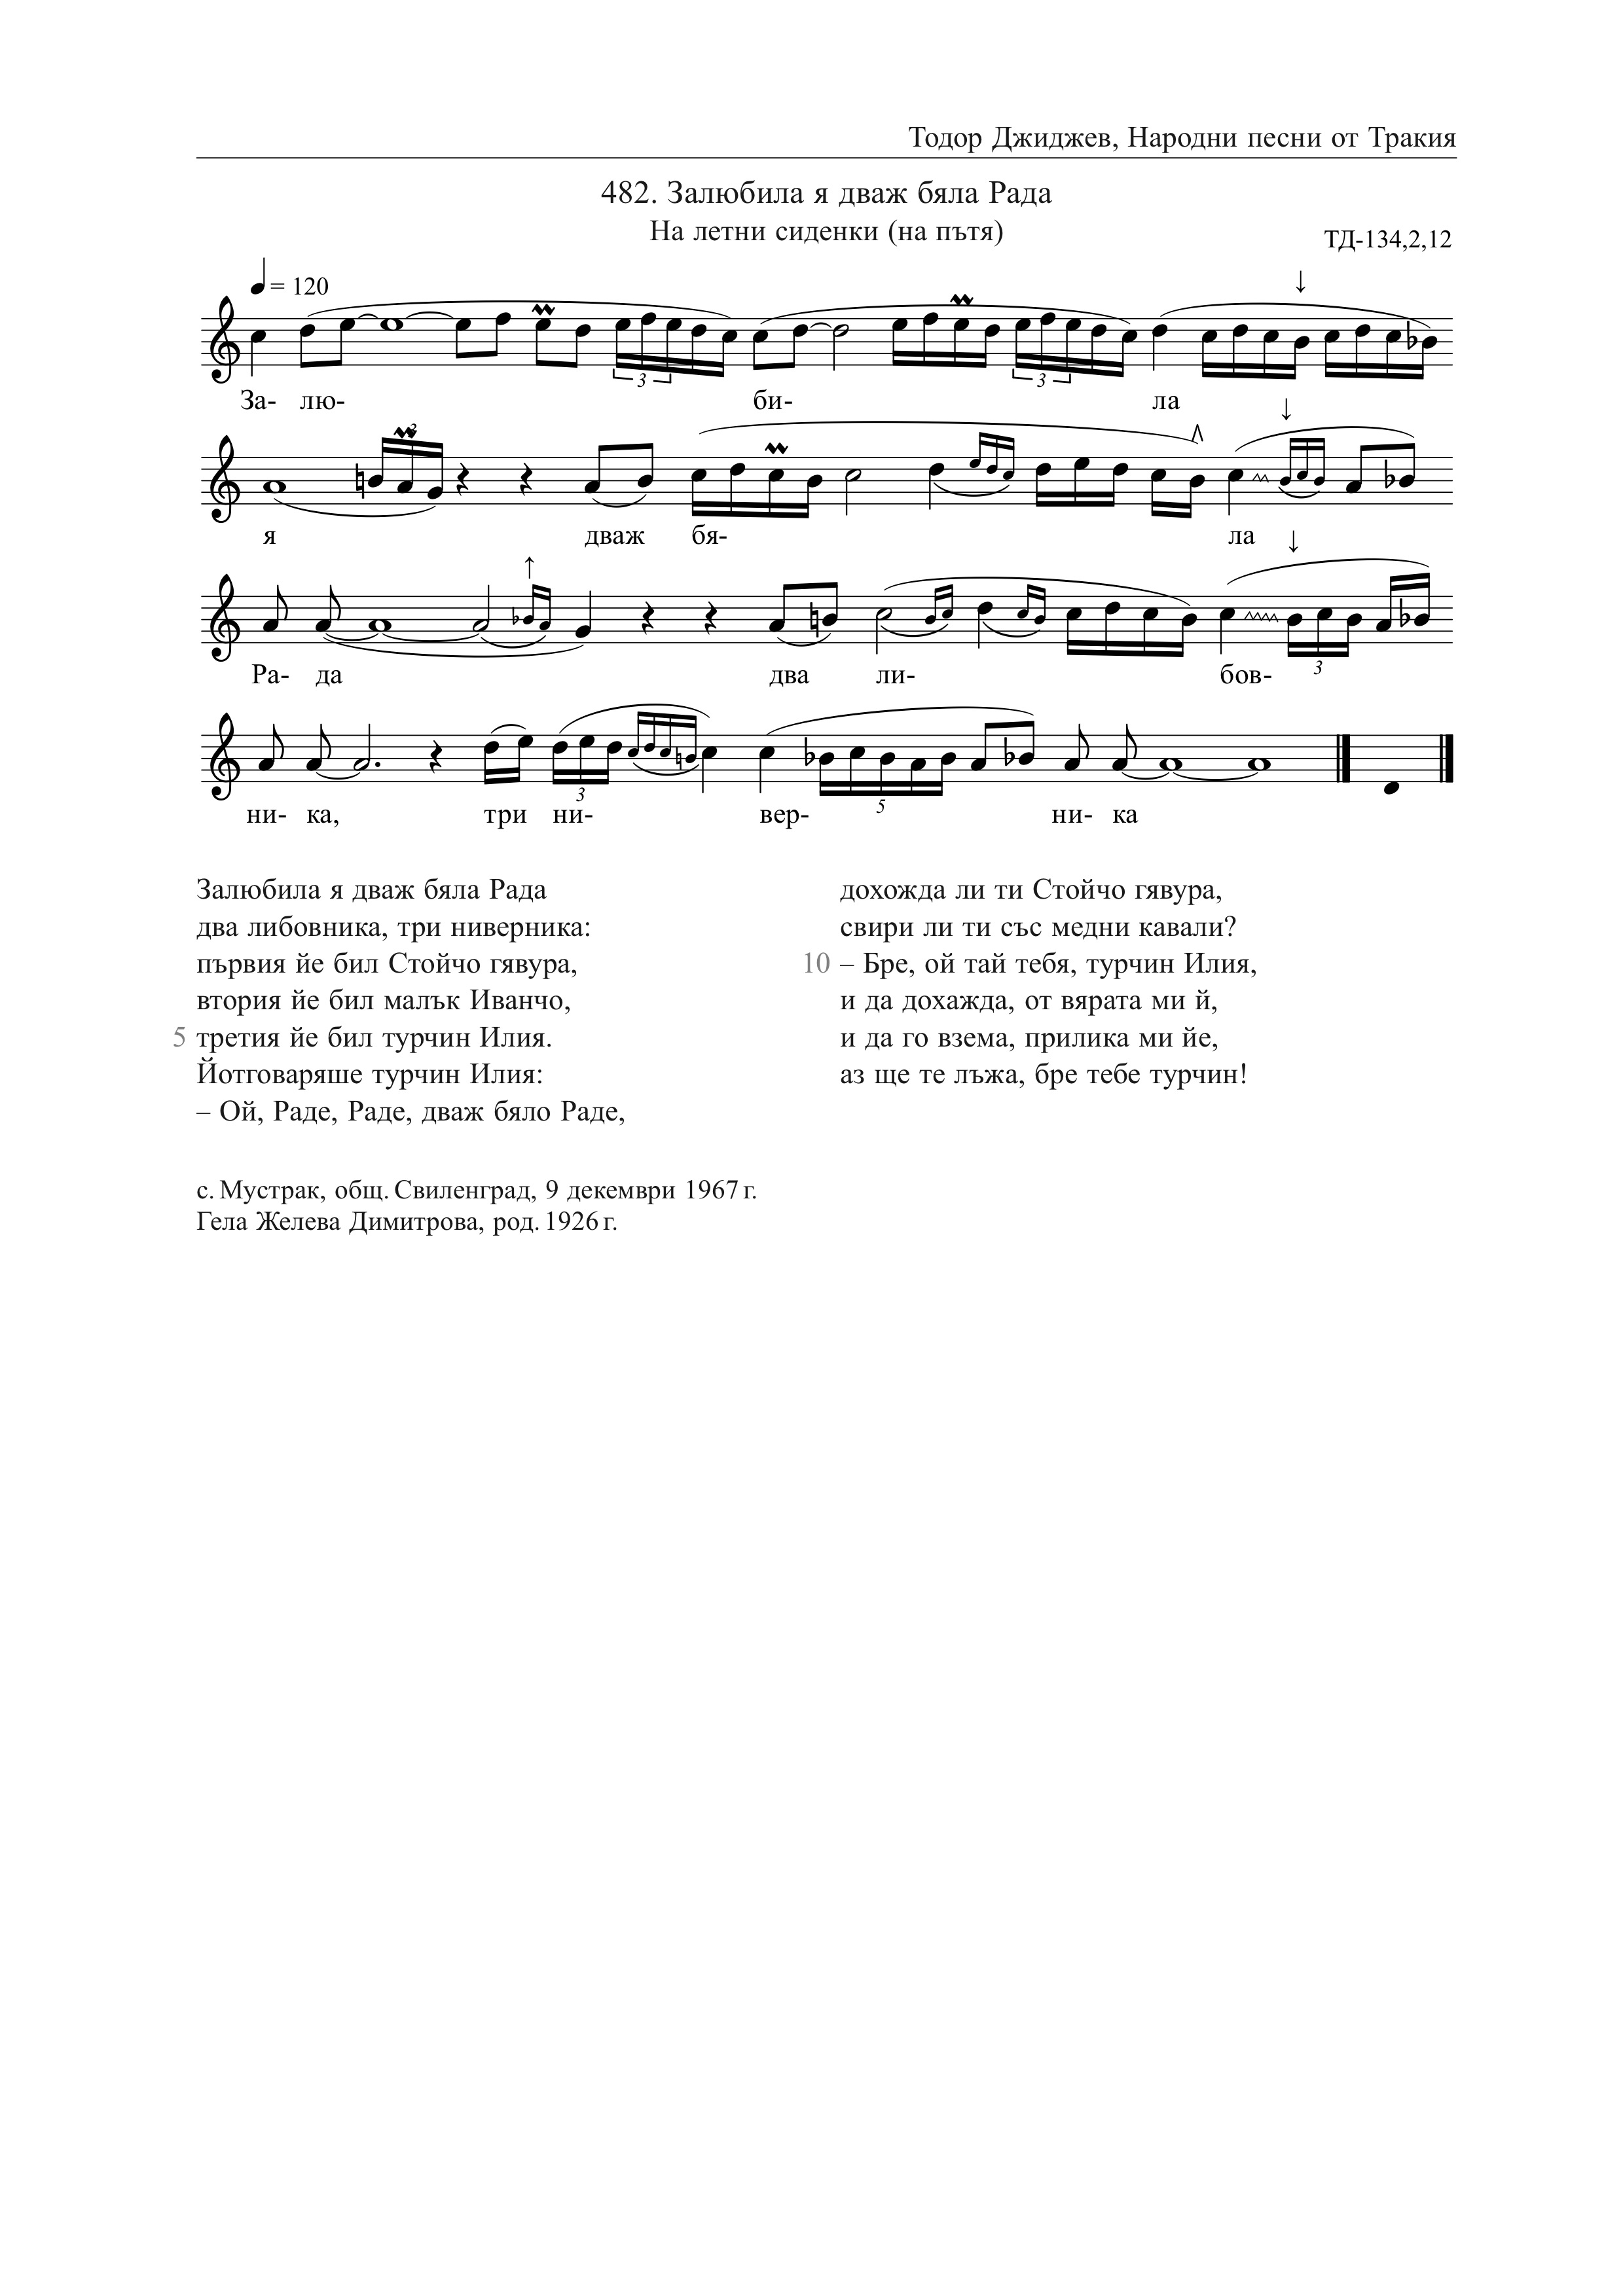 Тодор Джиджев, Народни песни от Тракия
482. Залюбила я дваж бяла Рада
На летни сиденки (на пътя)
ТД-134,2,12
= 120
3 3
За- лю- би- ла
2
я дваж бя- ла
Ра- да два ли- бов-
3
ни- ка, три ни- вер- ни- ка
3 5
Залюбила я дваж бяла Рада
два либовника, три ниверника:
първия йе бил Стойчо гявура,
втория йе бил малък Иванчо,
5 третия йе бил турчин Илия.
Йотговаряше турчин Илия:
– Ой, Раде, Раде, дваж бяло Раде,
дохожда ли ти Стойчо гявура,
свири ли ти със медни кавали?
10 – Бре, ой тай тебя, турчин Илия,
и да дохажда, от вярата ми й,
и да го взема, прилика ми йе,
аз ще те лъжа, бре тебе турчин!
с. Мустрак, общ. Свиленград, 9 декември 1967 г.
Гела Желева Димитрова, род. 1926 г.